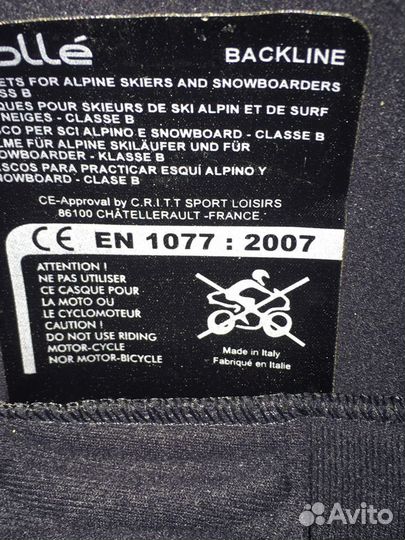 ollé
BACKLINE
ETS FOR ALPINE SKIERS AND SNOWBOARDERS
SS B
QUES POUR SKIEURS DE SKI ALPIN ET DE SURF
NEIGES - CLASSE B
SCO PER SCI ALPINO E SNOWBOARD - CLASSE B
LME FÜR ALPINE SKILÄUFER UND FÜR
NOWBOARDER - KLASSE B
ASCOS PARA PRACTICAR ESQUÍ ALPINO Y
NOWBOARD - CLASE B
CE-Approval by C.R.I.T.T SPORT LOISIRS
86100 CHÂTELLERAULT -FRANCE.
CE EN 1077 : 2007
ATTENTION !
NE PAS UTILISER
CE CASQUE POUR
LA MOTO OU
LE CYCLOMOTEUR
CAUTION !
DO NOT USE RIDING
MOTOR-CYCLE
NOR MOTOR-BICYCLE
Made in Italy
Fabriqué en Italie
Avito